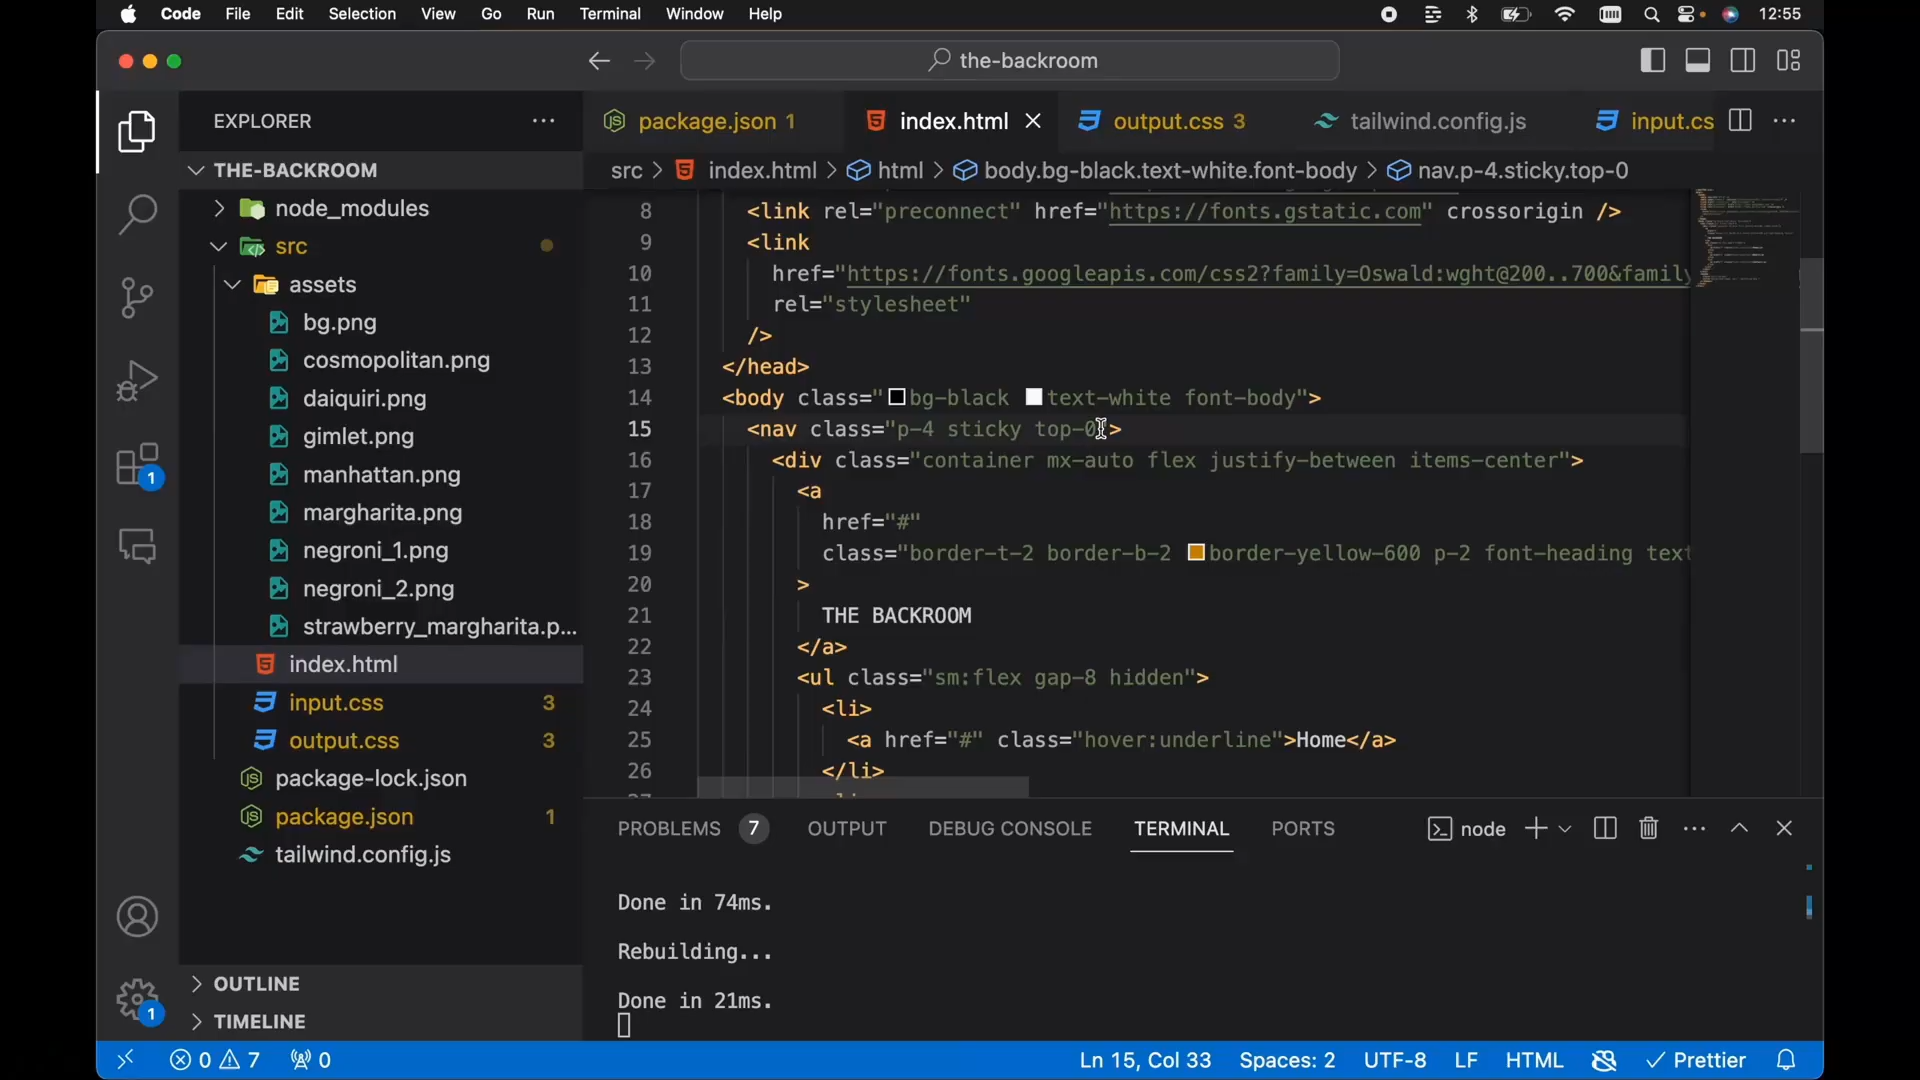 Code File Edit Selection View Go Run Terminal Window Help 12:55
the-backroom
EXPLORER
THE-BACKROOM
node_modules
src
assets
bg.png
cosmopolitan.png
daiquiri.png
gimlet.png
manhattan.png
margharita.png
negroni_1.png
negroni_2.png
strawberry_margharita.p...
index.html
input.css 3
output.css 3
package-lock.json
package.json 1
tailwind.config.js
OUTLINE
TIMELINE
1
1
package.json 1 index.html output.css 3 tailwind.config.js input.cs
src > index.html > html > body.bg-black.text-white.font-body > nav.p-4.sticky.top-0
8 <link rel="preconnect" href="https://fonts.gstatic.com" crossorigin />
9 <link
10 href="https://fonts.googleapis.com/css2?family=Oswald:wght@200..700&family
11 rel="stylesheet"
12 />
13 </head>
14 <body class="bg-black text-white font-body">
15 <nav class="p-4 sticky top-0">
16 <div class="container mx-auto flex justify-between items-center">
17 <a
18 href="#"
19 class="border-t-2 border-b-2 border-yellow-600 p-2 font-heading text
20 >
21 THE BACKROOM
22 </a>
23 <ul class="sm:flex gap-8 hidden">
24 <li>
25 <a href="#" class="hover:underline">Home</a>
26 </li>
PROBLEMS 7 OUTPUT DEBUG CONSOLE TERMINAL PORTS node
Done in 74ms.
Rebuilding...
Done in 21ms.
0 7 0 Ln 15, Col 33 Spaces: 2 UTF-8 LF HTML Prettier